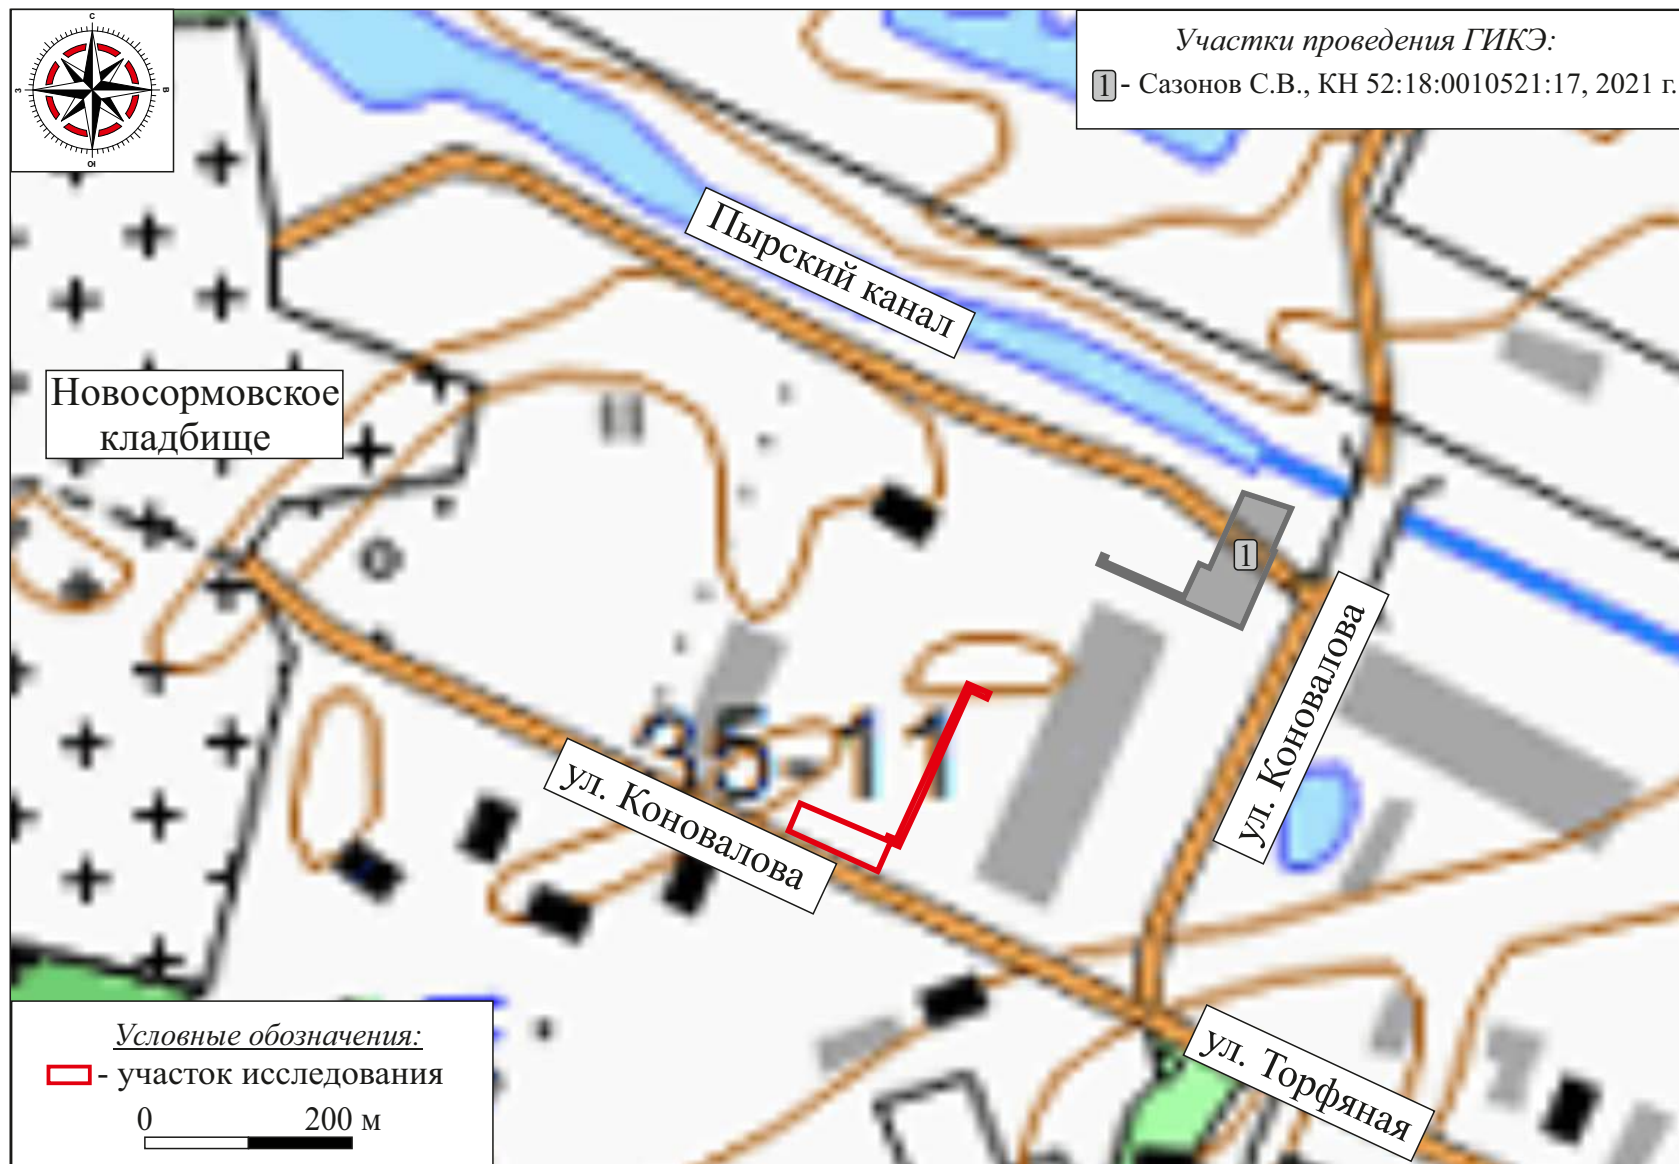 С
В
Ю
З
Участки проведения ГИКЭ:
1 - Сазонов С.В., КН 52:18:0010521:17, 2021 г.
Пырский канал
Новосормовское
кладбище
1
35-11
ул. Коновалова
ул. Коновалова
ул. Торфяная
Условные обозначения:
- участок исследования
0 200 м